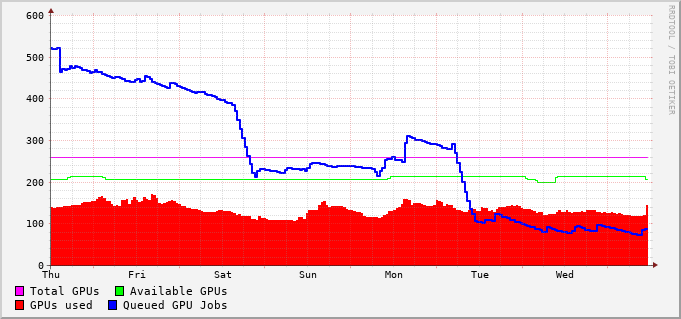 600
500
400
300
200
100
0
Thu Fri Sat Sun Mon Tue Wed
Total GPUs Available GPUs
GPUs used Queued GPU Jobs
RRDTOOL / TOBI OETIKER